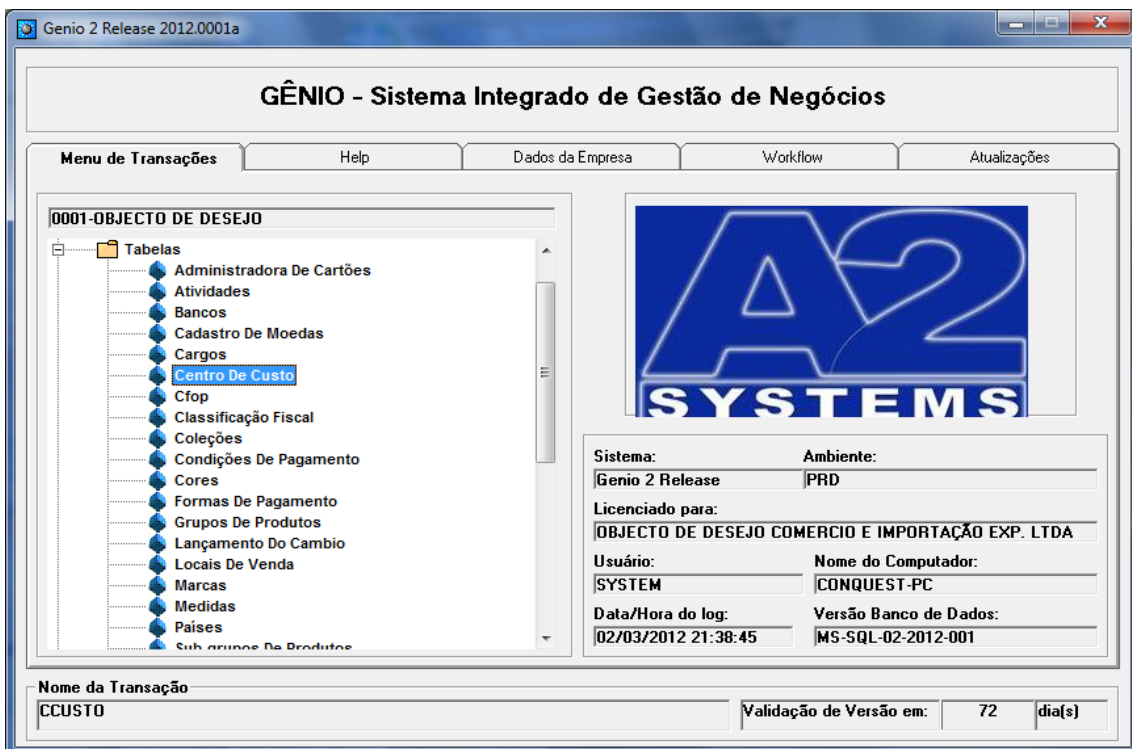 Genio 2 Release 2012.0001a
GÊNIO - Sistema Integrado de Gestão de Negócios
Menu de Transações
Help
Dados da Empresa
Workflow
Atualizações
0001-OBJECTO DE DESEJO
Tabelas
Administradora De Cartões
Atividades
Bancos
Cadastro De Moedas
Cargos
Centro De Custo
Cfop
Classificação Fiscal
Coleções
Condições De Pagamento
Cores
Formas De Pagamento
Grupos De Produtos
Lançamento Do Cambio
Locais De Venda
Marcas
Medidas
Países
Sub grupos De Produtos
A2
SYSTEMS
Sistema: Ambiente:
Genio 2 Release PRD
Licenciado para:
OBJECTO DE DESEJO COMERCIO E IMPORTAÇÃO EXP. LTDA
Usuário: Nome do Computador:
SYSTEM CONQUEST-PC
Data/Hora do log: Versão Banco de Dados:
02/03/2012 21:38:45 MS-SQL-02-2012-001
Nome da Transação
CCUSTO Validação de Versão em: 72 dia(s)